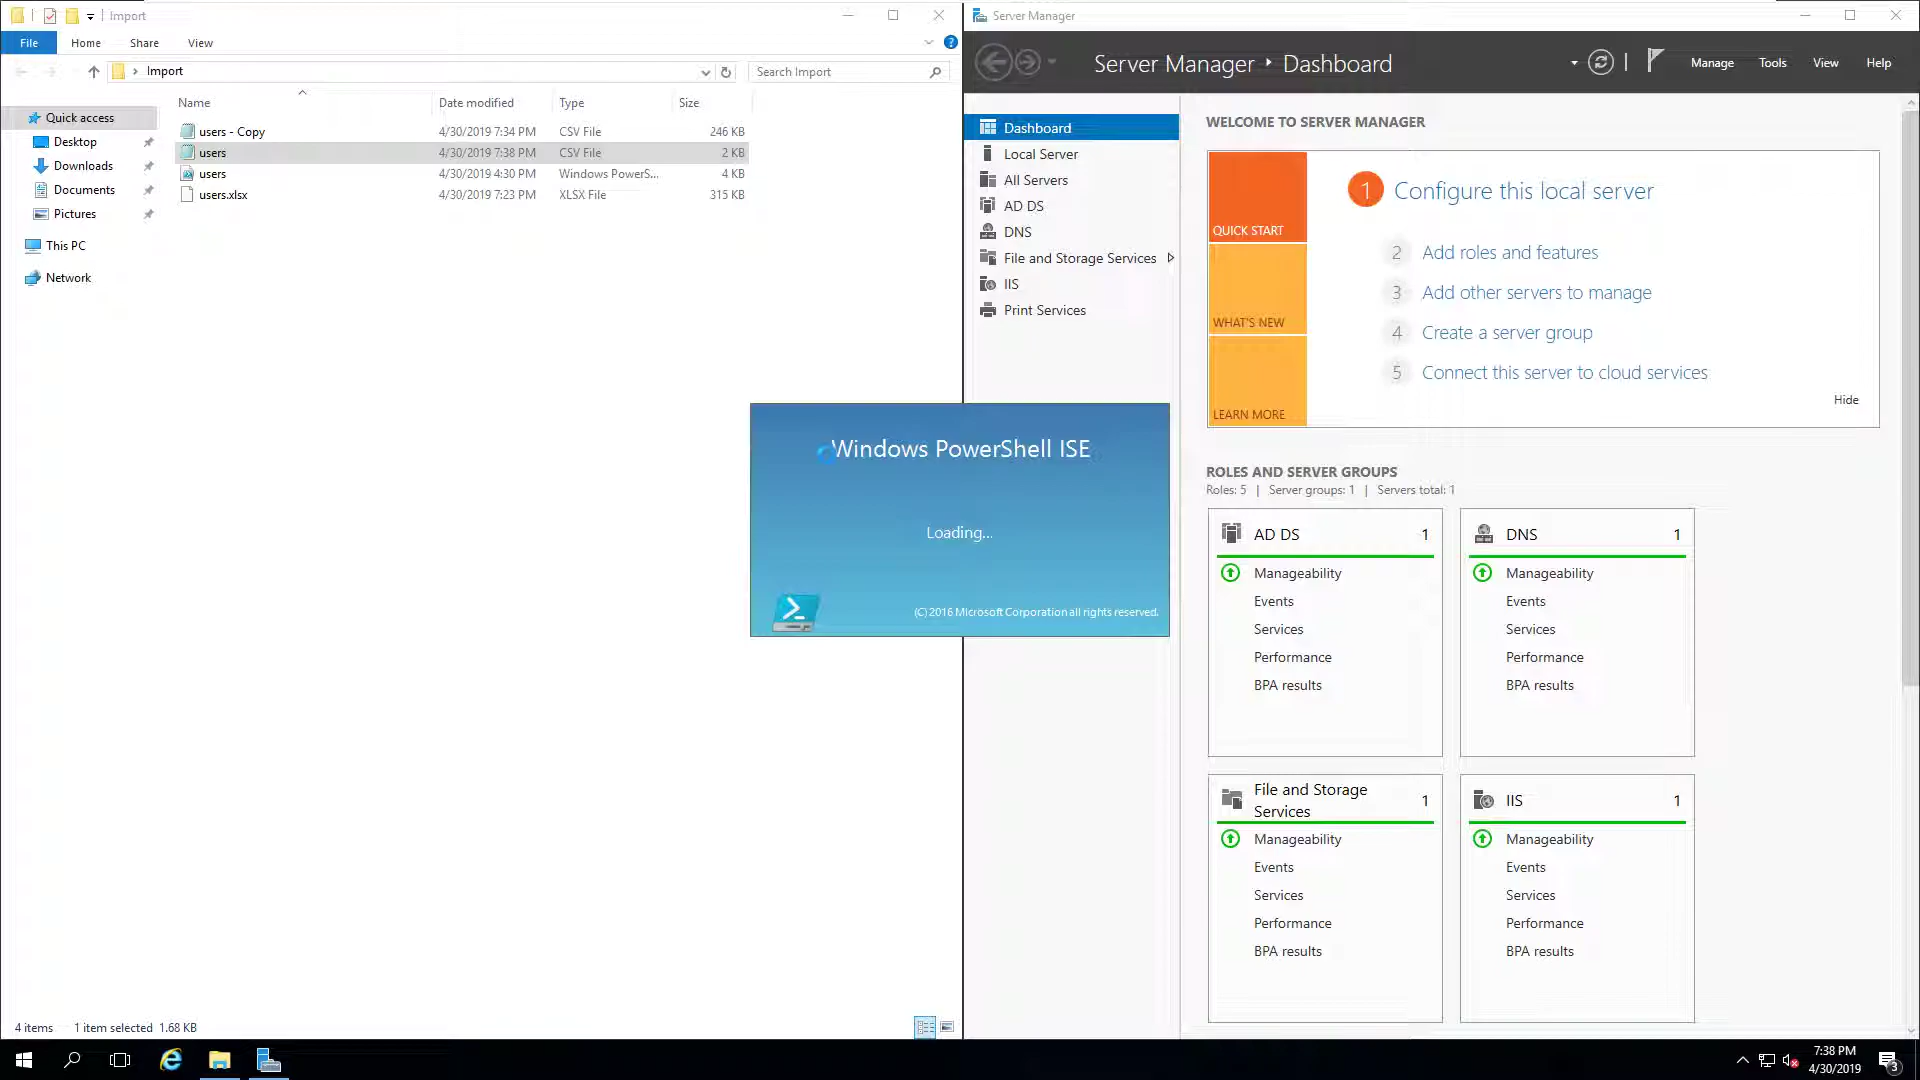 Import
File
Home
Share
View
Import
Search Import
Name
Date modified
Type
Size
Quick access
Desktop
Downloads
Documents
Pictures
This PC
Network
users - Copy 4/30/2019 7:34 PM CSV File 246 KB
users 4/30/2019 7:38 PM CSV File 2 KB
users 4/30/2019 4:30 PM Windows PowerS... 4 KB
users.xlsx 4/30/2019 7:23 PM XLSX File 315 KB
4 items 1 item selected 1.68 KB
Windows PowerShell ISE
Loading...
(C) 2016 Microsoft Corporation all rights reserved.
Server Manager
Server Manager Dashboard
Manage
Tools
View
Help
Dashboard
Local Server
All Servers
AD DS
DNS
File and Storage Services
IIS
Print Services
WELCOME TO SERVER MANAGER
QUICK START
WHAT'S NEW
LEARN MORE
1 Configure this local server
2 Add roles and features
3 Add other servers to manage
4 Create a server group
5 Connect this server to cloud services
Hide
ROLES AND SERVER GROUPS
Roles: 5 | Server groups: 1 | Servers total: 1
AD DS 1
Manageability
Events
Services
Performance
BPA results
DNS 1
Manageability
Events
Services
Performance
BPA results
File and Storage
Services
1
Manageability
Events
Services
Performance
BPA results
IIS 1
Manageability
Events
Services
Performance
BPA results
7:38 PM
4/30/2019
3